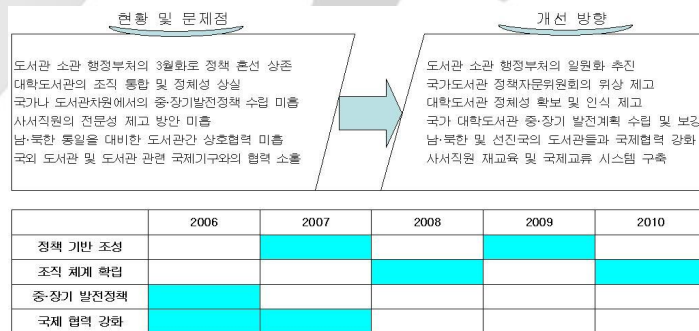 현황 및 문제점
도서관 소관 행정부처의 3월화로 정책 혼선 상존
대학도서관의 조직 통합 및 정체성 상실
국가나 도서관차원에서의 중·장기발전정책 수립 미흡
사서직원의 전문성 제고 방안 미흡
남·북한 통일을 대비한 도서관간 상호협력 미흡
국외 도서관 및 도서관 관련 국제기구와의 협력 소홀
개선 방향
도서관 소관 행정부처의 일원화 추진
국가도서관 정책자문위원회의 위상 제고
대학도서관 정체성 확보 및 인식 제고
국가 대학도서관 중·장기 발전계획 수립 및 보강
남·북한 및 선진국의 도서관들과 국제협력 강화
사서직원 재교육 및 국제교류 시스템 구축
2006 2007 2008 2009 2010
정책 기반 조성
조직 체계 확립
중·장기 발전정책
국제 협력 강화